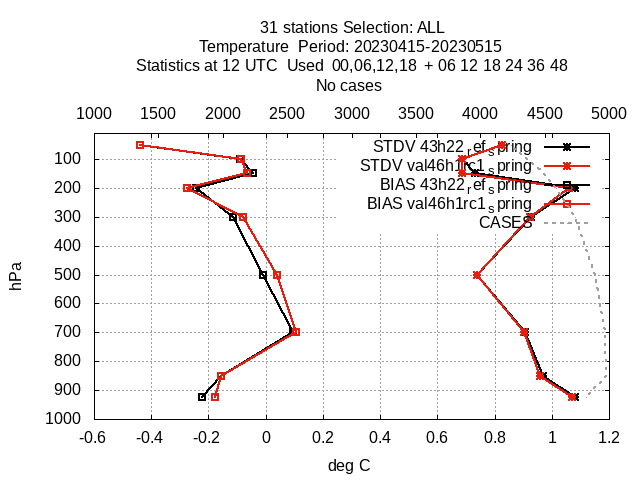 31 stations Selection: ALL
Temperature  Period: 20230415-20230515
Statistics at 12 UTC  Used  00,06,12,18  + 06 12 18 24 36 48
No cases
1000 1500 2000 2500 3000 3500 4000 4500 5000
STDV 43h22_ref_spring
STDV val46h1rc1_spring
BIAS 43h22_ref_spring
BIAS val46h1rc1_spring
CASES
100
200
300
400
500
600
700
800
900
1000
hPa
-0.6 -0.4 -0.2 0 0.2 0.4 0.6 0.8 1 1.2
deg C